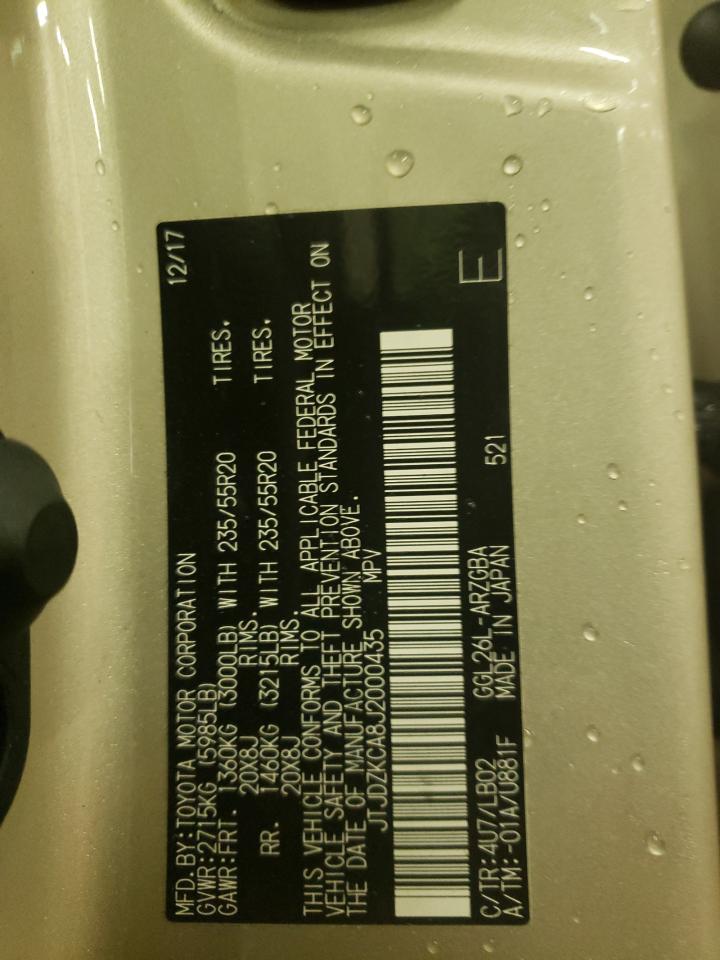 MFD. BY: TOYOTA MOTOR CORPORATION 12/17
GVWR: 2715KG (5985LB)
GAWR: FRT. 1360KG (3000LB) WITH 235/55R20 TIRES.
20X8J RIMS.
RR. 1460KG (3215LB) WITH 235/55R20 TIRES.
20X8J RIMS.
THIS VEHICLE CONFORMS TO ALL APPLICABLE FEDERAL MOTOR
VEHICLE SAFETY AND THEFT PREVENTION STANDARDS IN EFFECT ON
THE DATE OF MANUFACTURE SHOWN ABOVE.
JTJDZKCA8J2000435 MPV
C/TR: 4U7/LB02 GGL26L-ARZGBA E
A/TM: -01A/U881F MADE IN JAPAN 521